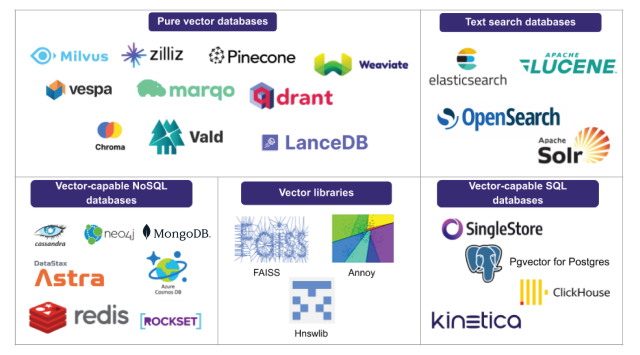 Pure vector databases
Milvus
zilliz
Pinecone
Weaviate
vespa
marqo
qdrant
Chroma
Vald
LanceDB
Text search databases
elasticsearch
APACHE
LUCENE
OpenSearch
Apache
Solr
Vector-capable NoSQL
databases
cassandra
neo4j
MongoDB.
DataStax
Astra
Azure
Cosmos DB
redis
[ROCKSET]
Vector libraries
Faiss
FAISS
Annoy
Hnswlib
Vector-capable SQL
databases
SingleStore
Pgvector for Postgres
ClickHouse
kinetica